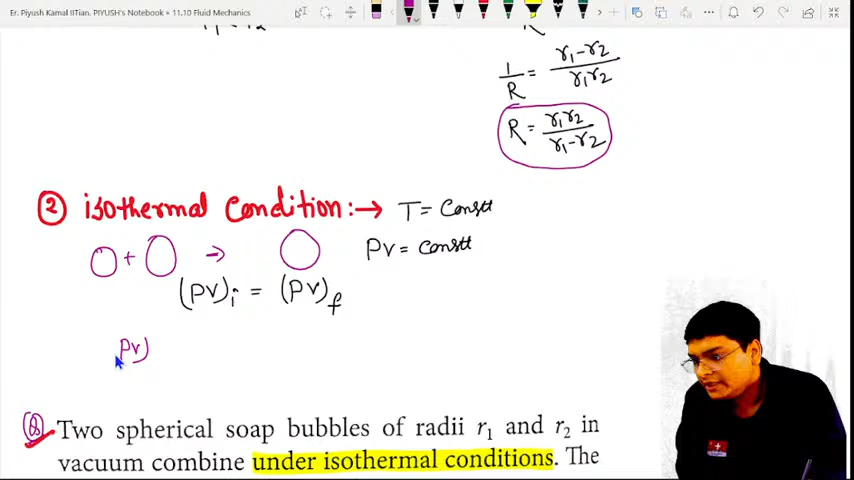 Er. Piyush Kamal IITian. PIYUSH's Notebook » 11.10 Fluid Mechanics
1/R = r1-r2/r1r2
R = r1r2/r1-r2
② isothermal condition:→ T = constt
O + O → O PV = constt
(PV)i = (PV)f
PV)
Q Two spherical soap bubbles of radii r1 and r2 in
vacuum combine under isothermal conditions. The